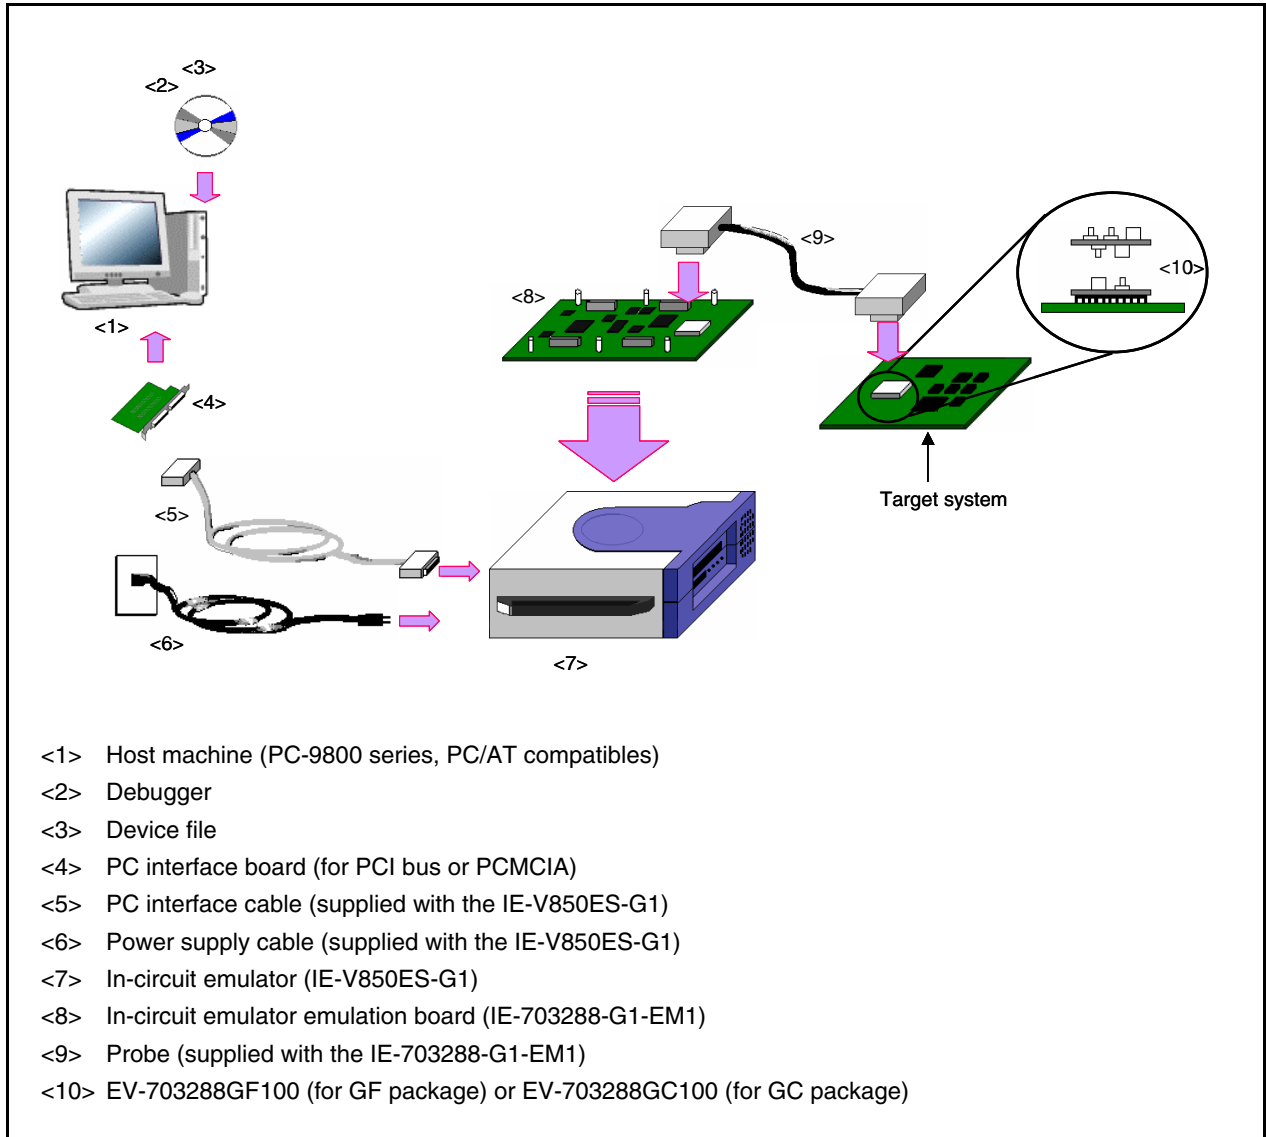 <3>
<2>
<1>
<4>
<5>
<6>
<7>
<8>
<9>
<10>
Target system
<1> Host machine (PC-9800 series, PC/AT compatibles)
<2> Debugger
<3> Device file
<4> PC interface board (for PCI bus or PCMCIA)
<5> PC interface cable (supplied with the IE-V850ES-G1)
<6> Power supply cable (supplied with the IE-V850ES-G1)
<7> In-circuit emulator (IE-V850ES-G1)
<8> In-circuit emulator emulation board (IE-703288-G1-EM1)
<9> Probe (supplied with the IE-703288-G1-EM1)
<10> EV-703288GF100 (for GF package) or EV-703288GC100 (for GC package)